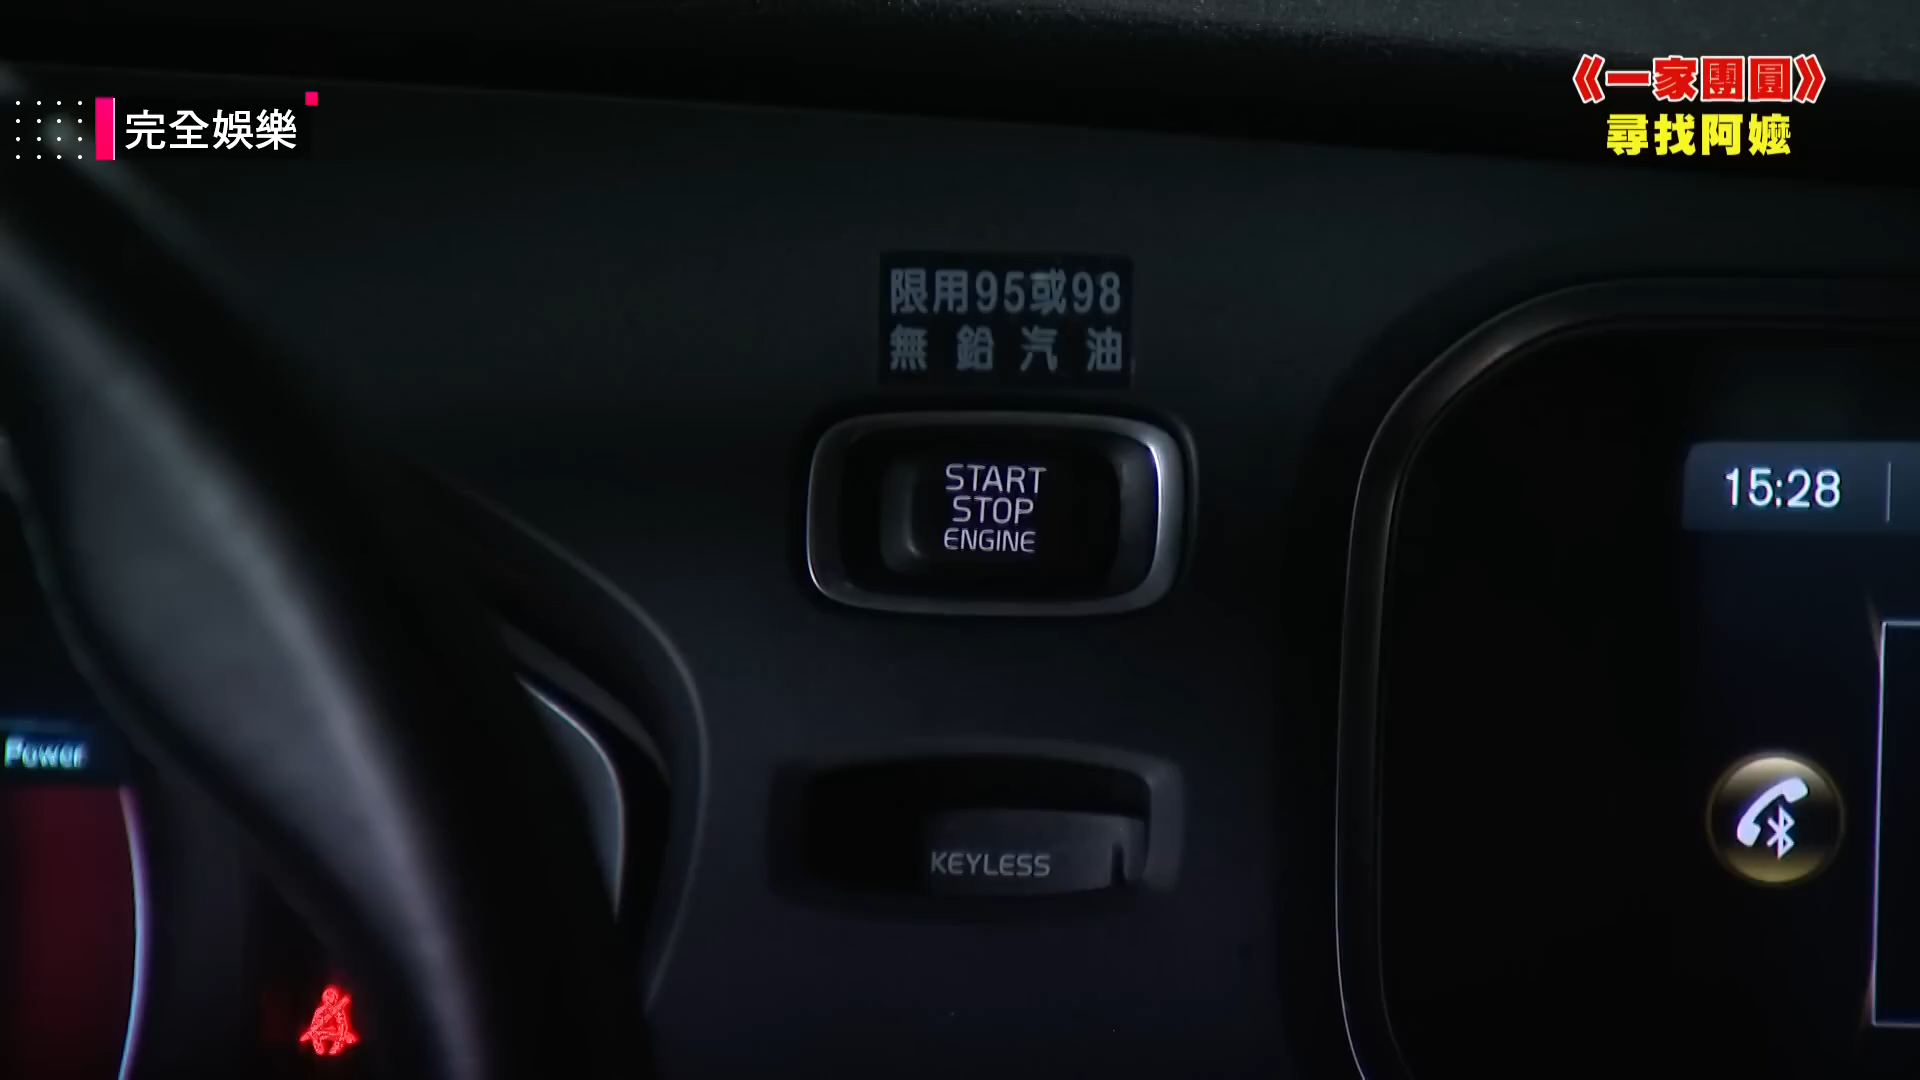 完全娛樂
《一家團圓》
尋找阿嬤
限用95或98
無鉛汽油
START
STOP
ENGINE
15:28
Power
KEYLESS